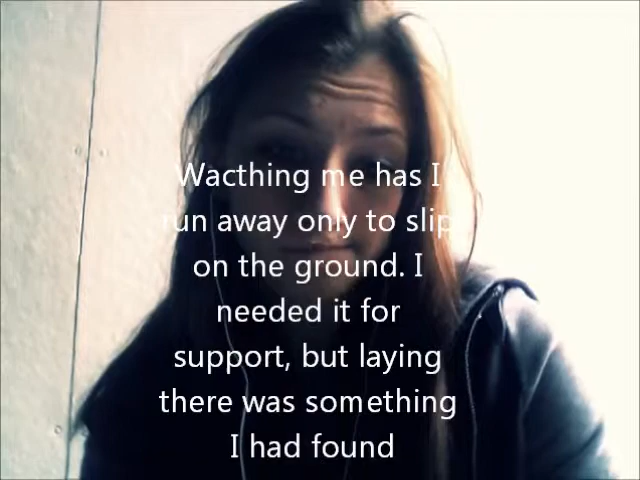 Wacthing me has I
run away only to slip
on the ground. I
needed it for
support, but laying
there was something
I had found